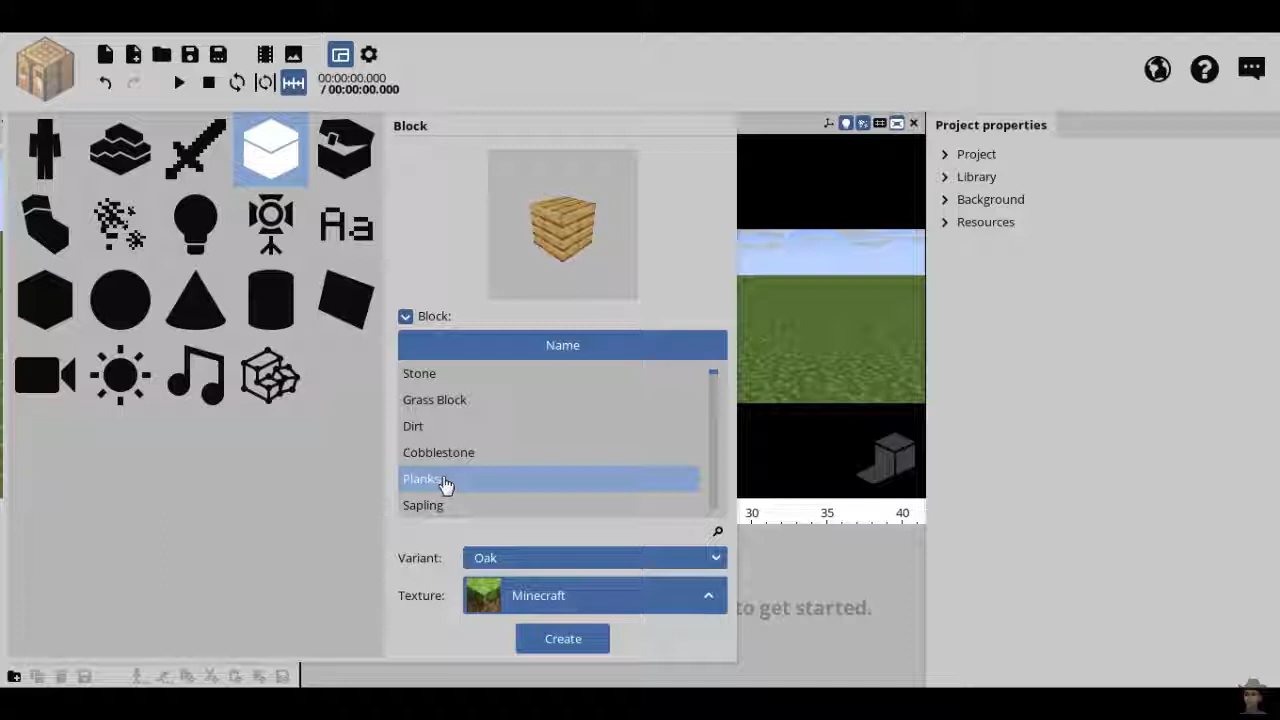 00:00:00.000
/ 00:00:00.000
Block
Project properties
Project
Library
Background
Resources
Aa
Block:
Name
Stone
Grass Block
Dirt
Cobblestone
Planks
Sapling
30 35 40
Variant: Oak
Texture: Minecraft
to get started.
Create